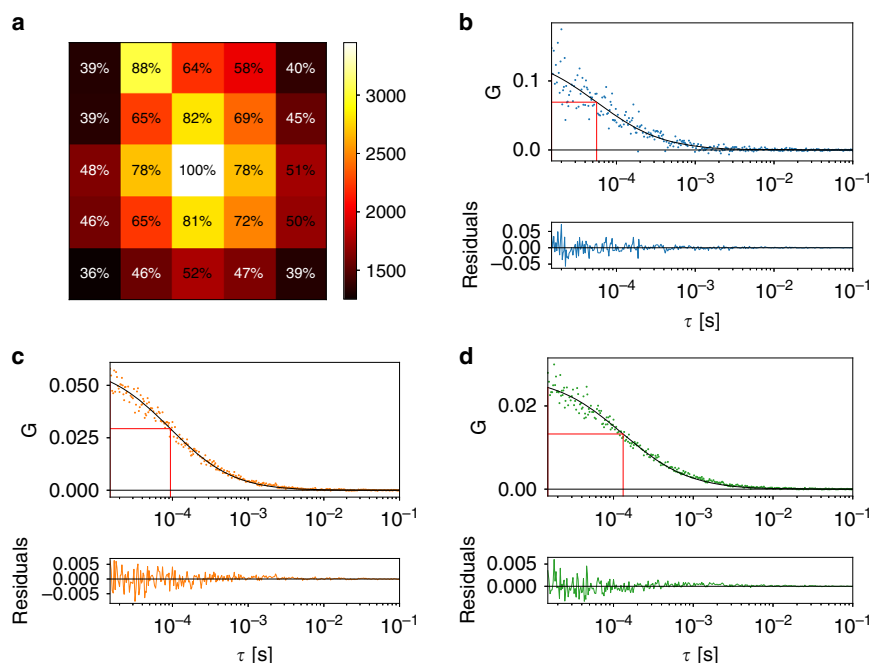 a
39% 88% 64% 58% 40%
39% 65% 82% 69% 45%
48% 78% 100% 78% 51%
46% 65% 81% 72% 50%
36% 46% 52% 47% 39%
3000
2500
2000
1500
b
G
0.1
0.0
10⁻⁴ 10⁻³ 10⁻² 10⁻¹
Residuals
0.05
0.00
−0.05
10⁻⁴ 10⁻³ 10⁻² 10⁻¹
τ [s]
c
G
0.050
0.025
0.000
10⁻⁴ 10⁻³ 10⁻² 10⁻¹
Residuals
0.005
0.000
−0.005
10⁻⁴ 10⁻³ 10⁻² 10⁻¹
τ [s]
d
G
0.02
0.00
10⁻⁴ 10⁻³ 10⁻² 10⁻¹
Residuals
0.005
0.000
10⁻⁴ 10⁻³ 10⁻² 10⁻¹
τ [s]